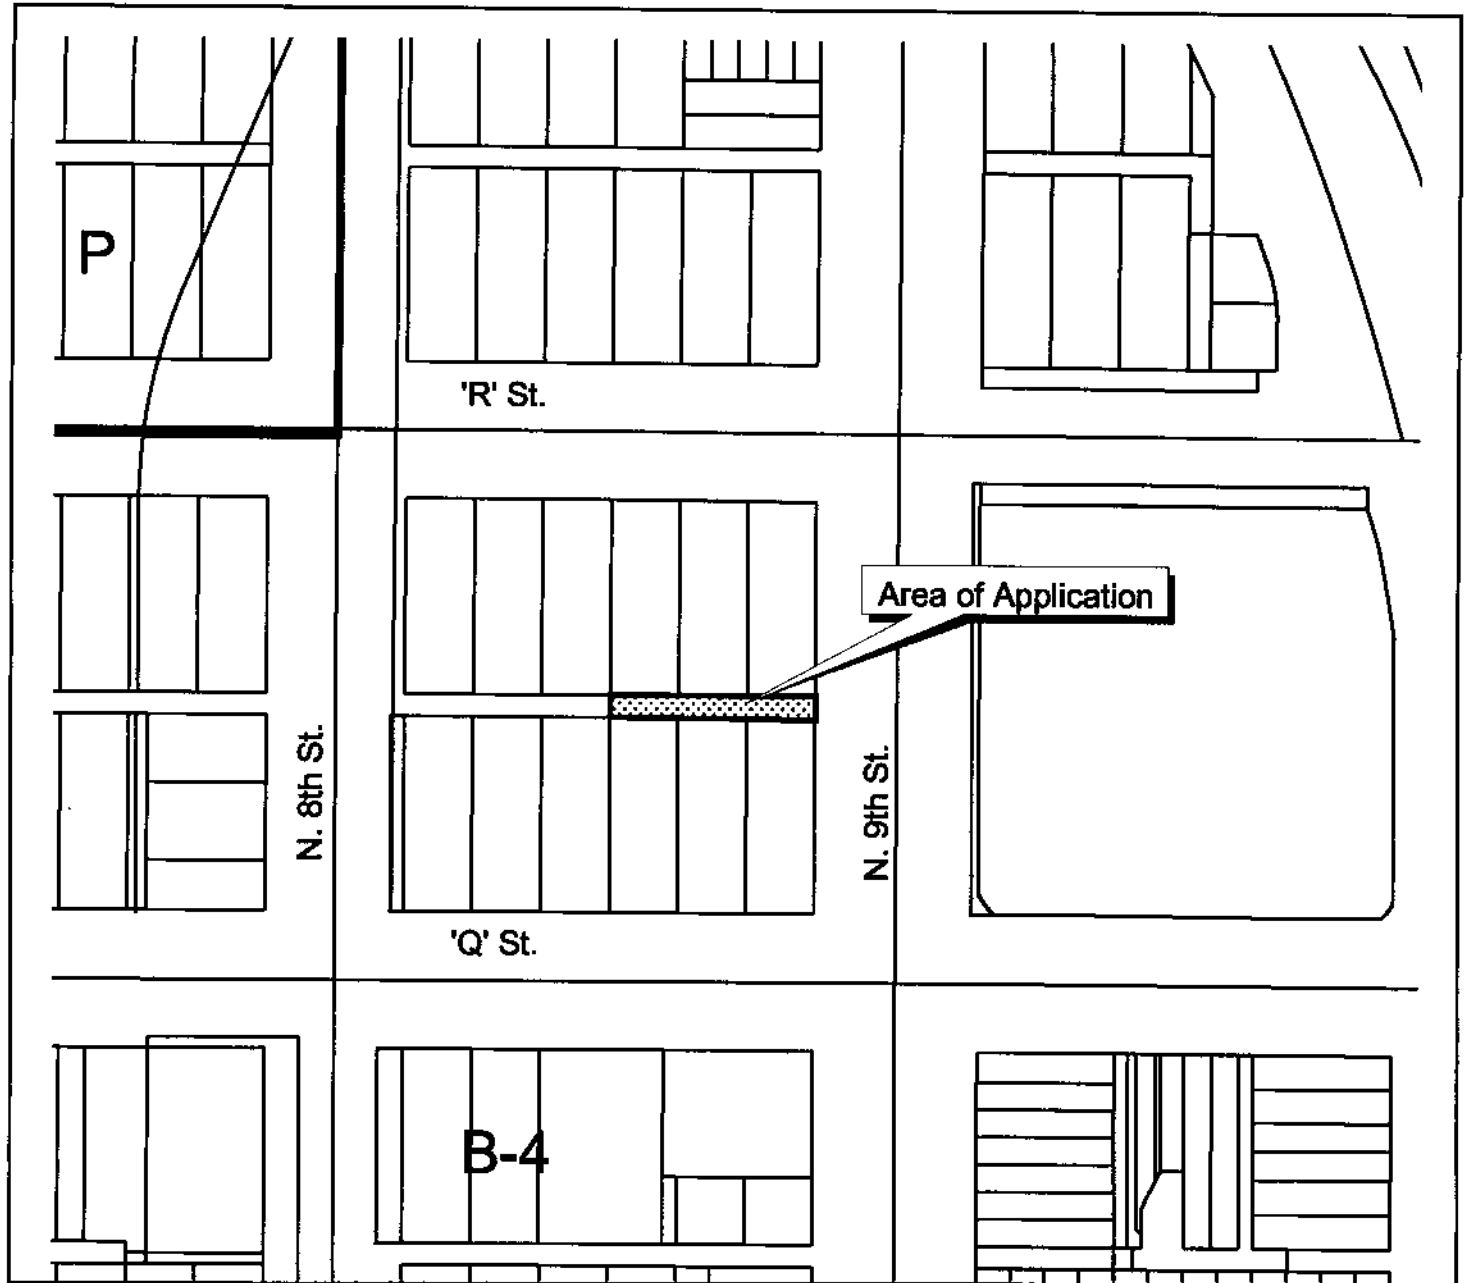 P
'R' St.
Area of Application
N. 8th St.
N. 9th St.
'Q' St.
B-4